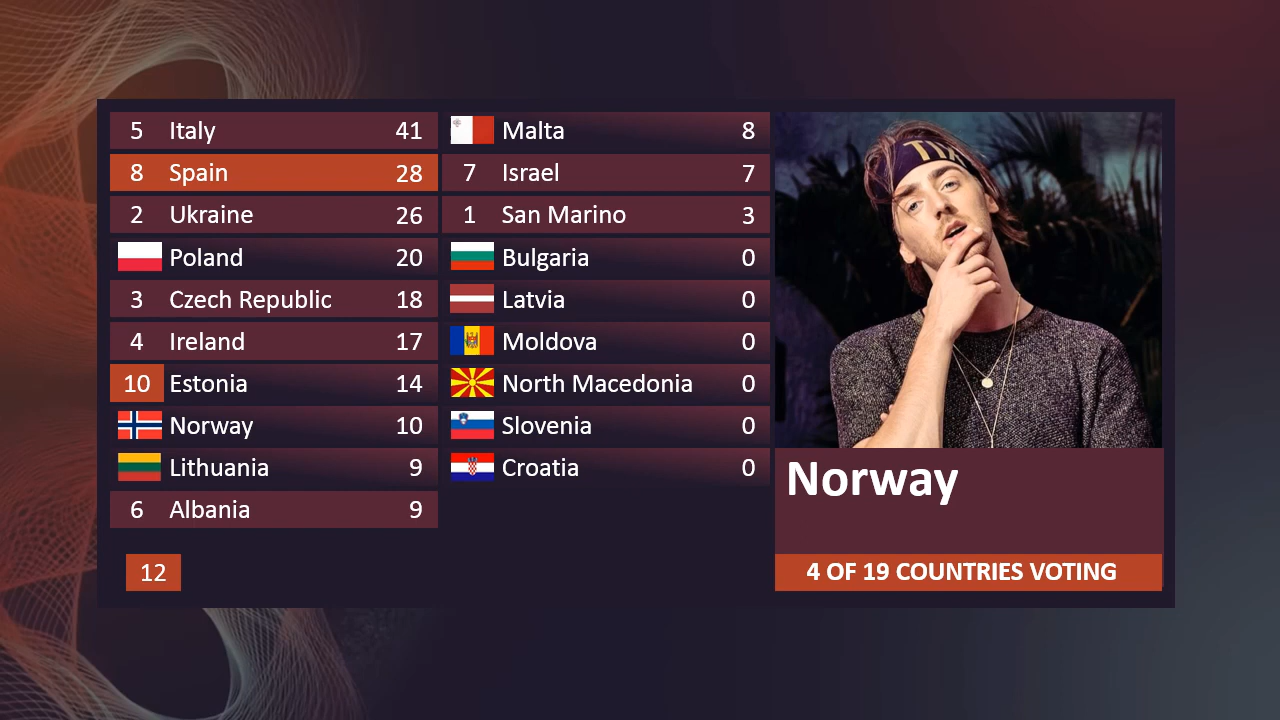 5 Italy 41
8 Spain 28
2 Ukraine 26
Poland 20
3 Czech Republic 18
4 Ireland 17
10 Estonia 14
Norway 10
Lithuania 9
6 Albania 9
12
Malta 8
7 Israel 7
1 San Marino 3
Bulgaria 0
Latvia 0
Moldova 0
North Macedonia 0
Slovenia 0
Croatia 0
Norway
4 OF 19 COUNTRIES VOTING